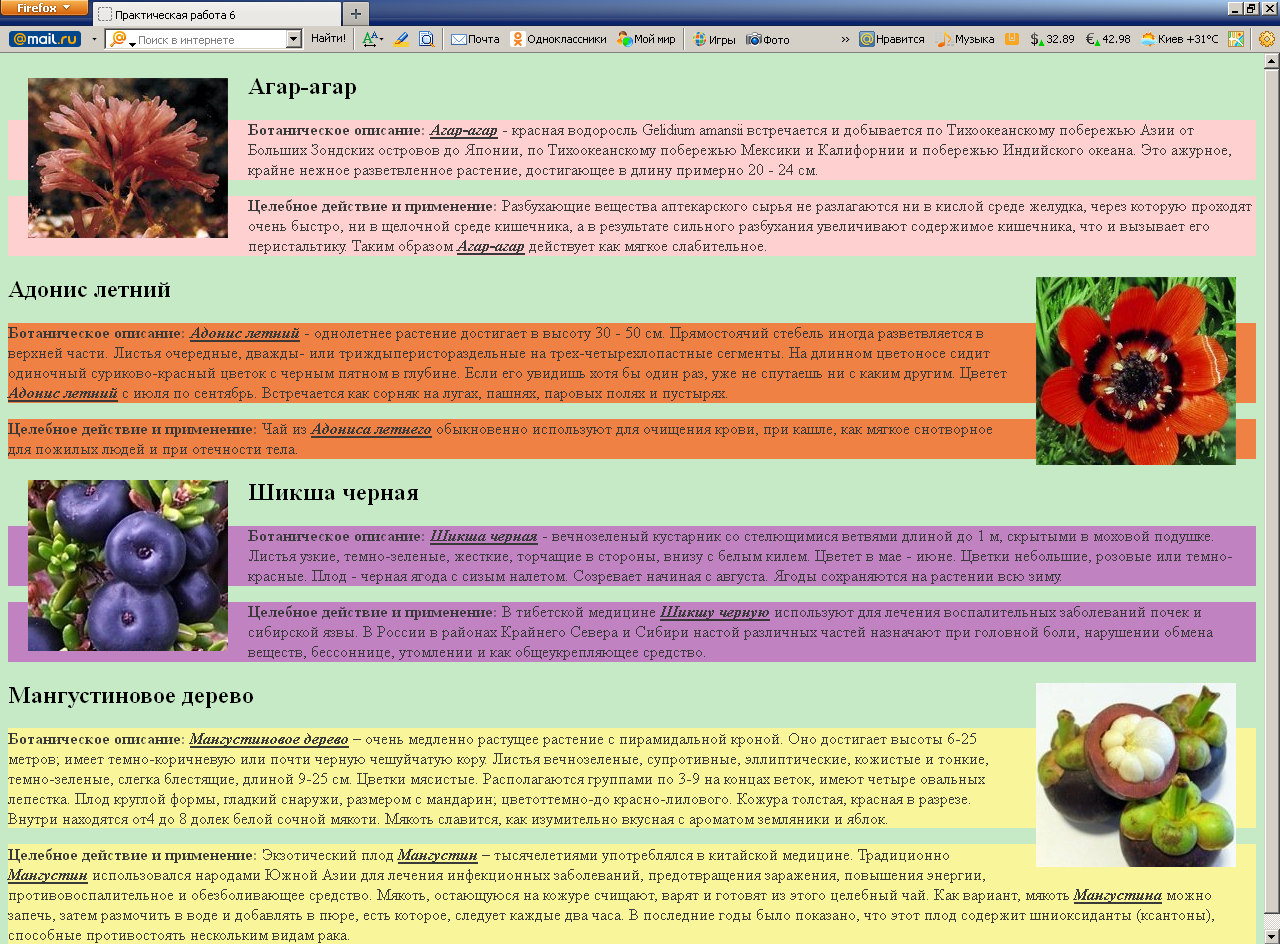 Firefox
Практическая работа 6
@mail.ru
Поиск в интернете
Найти!
Почта
Одноклассники
Мой мир
Игры
Фото
»
Нравится
Музыка
$ 32.89
€ 42.98
Киев +31°C
Агар-агар
Ботаническое описание: Агар-агар - красная водоросль Gelidium amansii встречается и добывается по Тихоокеанскому побережью Азии от
Больших Зондских островов до Японии, по Тихоокеанскому побережью Мексики и Калифорнии и побережью Индийского океана. Это ажурное,
крайне нежное разветвленное растение, достигающее в длину примерно 20 - 24 см.
Целебное действие и применение: Разбухающие вещества аптекарского сырья не разлагаются ни в кислой среде желудка, через которую проходят
очень быстро, ни в щелочной среде кишечника, а в результате сильного разбухания увеличивают содержимое кишечника, что и вызывает его
перистальтику. Таким образом Агар-агар действует как мягкое слабительное.
Адонис летний
Ботаническое описание: Адонис летний - однолетнее растение достигает в высоту 30 - 50 см. Прямостоячий стебель иногда разветвляется в
верхней части. Листья очередные, дважды- или триждыперистораздельные на трех-четырехлопастные сегменты. На длинном цветоносе сидит
одиночный суриково-красный цветок с черным пятном в глубине. Если его увидишь хотя бы один раз, уже не спутаешь ни с каким другим. Цветет
Адонис летний с июля по сентябрь. Встречается как сорняк на лугах, пашнях, паровых полях и пустырях.
Целебное действие и применение: Чай из Адониса летнего обыкновенно используют для очищения крови, при кашле, как мягкое снотворное
для пожилых людей и при отечности тела.
Шикша черная
Ботаническое описание: Шикша черная - вечнозеленый кустарник со стелющимися ветвями длиной до 1 м, скрытыми в моховой подушке.
Листья узкие, темно-зеленые, жесткие, торчащие в стороны, внизу с белым килем. Цветет в мае - июне. Цветки небольшие, розовые или темно-
красные. Плод - черная ягода с сизым налетом. Созревает начиная с августа. Ягоды сохраняются на растении всю зиму.
Целебное действие и применение: В тибетской медицине Шикшу черную используют для лечения воспалительных заболеваний почек и
сибирской язвы. В России в районах Крайнего Севера и Сибири настой различных частей назначают при головной боли, нарушении обмена
веществ, бессоннице, утомлении и как общеукрепляющее средство.
Мангустиновое дерево
Ботаническое описание: Мангустиновое дерево – очень медленно растущее растение с пирамидальной кроной. Оно достигает высоты 6-25
метров; имеет темно-коричневую или почти черную чешуйчатую кору. Листья вечнозеленые, супротивные, эллиптические, кожистые и тонкие,
темно-зеленые, слегка блестящие, длиной 9-25 см. Цветки мясистые. Располагаются группами по 3-9 на концах веток, имеют четыре овальных
лепестка. Плод круглой формы, гладкий снаружи, размером с мандарин; цветоттемно-до красно-лилового. Кожура толстая, красная в разрезе.
Внутри находятся от4 до 8 долек белой сочной мякоти. Мякоть славится, как изумительно вкусная с ароматом земляники и яблок.
Целебное действие и применение: Экзотический плод Мангустин – тысячелетиями употреблялся в китайской медицине. Традиционно
Мангустин использовался народами Южной Азии для лечения инфекционных заболеваний, предотвращения заражения, повышения энергии,
противовоспалительное и обезболивающее средство. Мякоть, остающуюся на кожуре счищают, варят и готовят из этого целебный чай. Как вариант, мякоть Мангустина можно
запечь, затем размочить в воде и добавлять в пюре, есть которое, следует каждые два часа. В последние годы было показано, что этот плод содержит шниоксиданты (ксантоны),
способные противостоять нескольким видам рака.